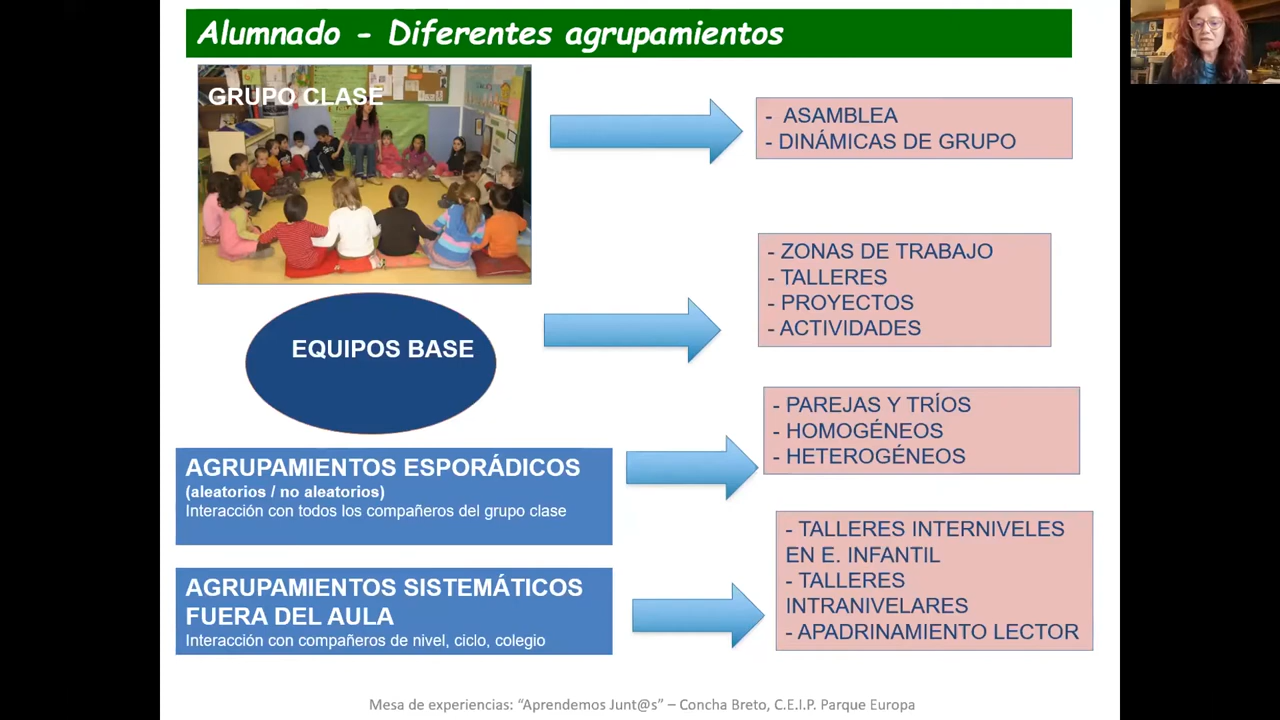 Alumnado - Diferentes agrupamientos
GRUPO CLASE
- ASAMBLEA
- DINÁMICAS DE GRUPO
EQUIPOS BASE
- ZONAS DE TRABAJO
- TALLERES
- PROYECTOS
- ACTIVIDADES
AGRUPAMIENTOS ESPORÁDICOS
(aleatorios / no aleatorios)
Interacción con todos los compañeros del grupo clase
- PAREJAS Y TRÍOS
- HOMOGÉNEOS
- HETEROGÉNEOS
AGRUPAMIENTOS SISTEMÁTICOS
FUERA DEL AULA
Interacción con compañeros de nivel, ciclo, colegio
- TALLERES INTERNIVELES
EN E. INFANTIL
- TALLERES
INTRANIVELARES
- APADRINAMIENTO LECTOR
Mesa de experiencias: “Aprendemos Junt@s” – Concha Breto, C.E.I.P. Parque Europa